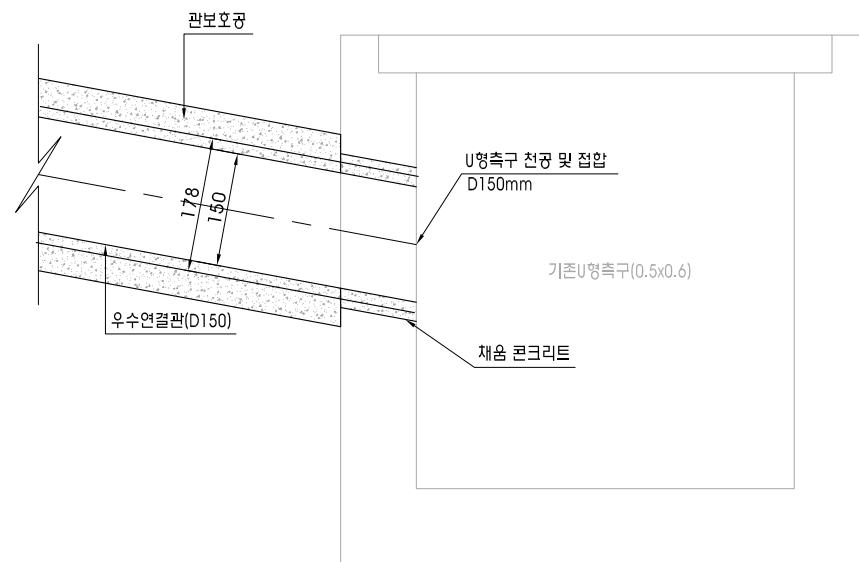 관보호공
U형측구 천공 및 접합
D150mm
178
150
기존U형측구(0.5x0.6)
우수연결관(D150)
채움 콘크리트